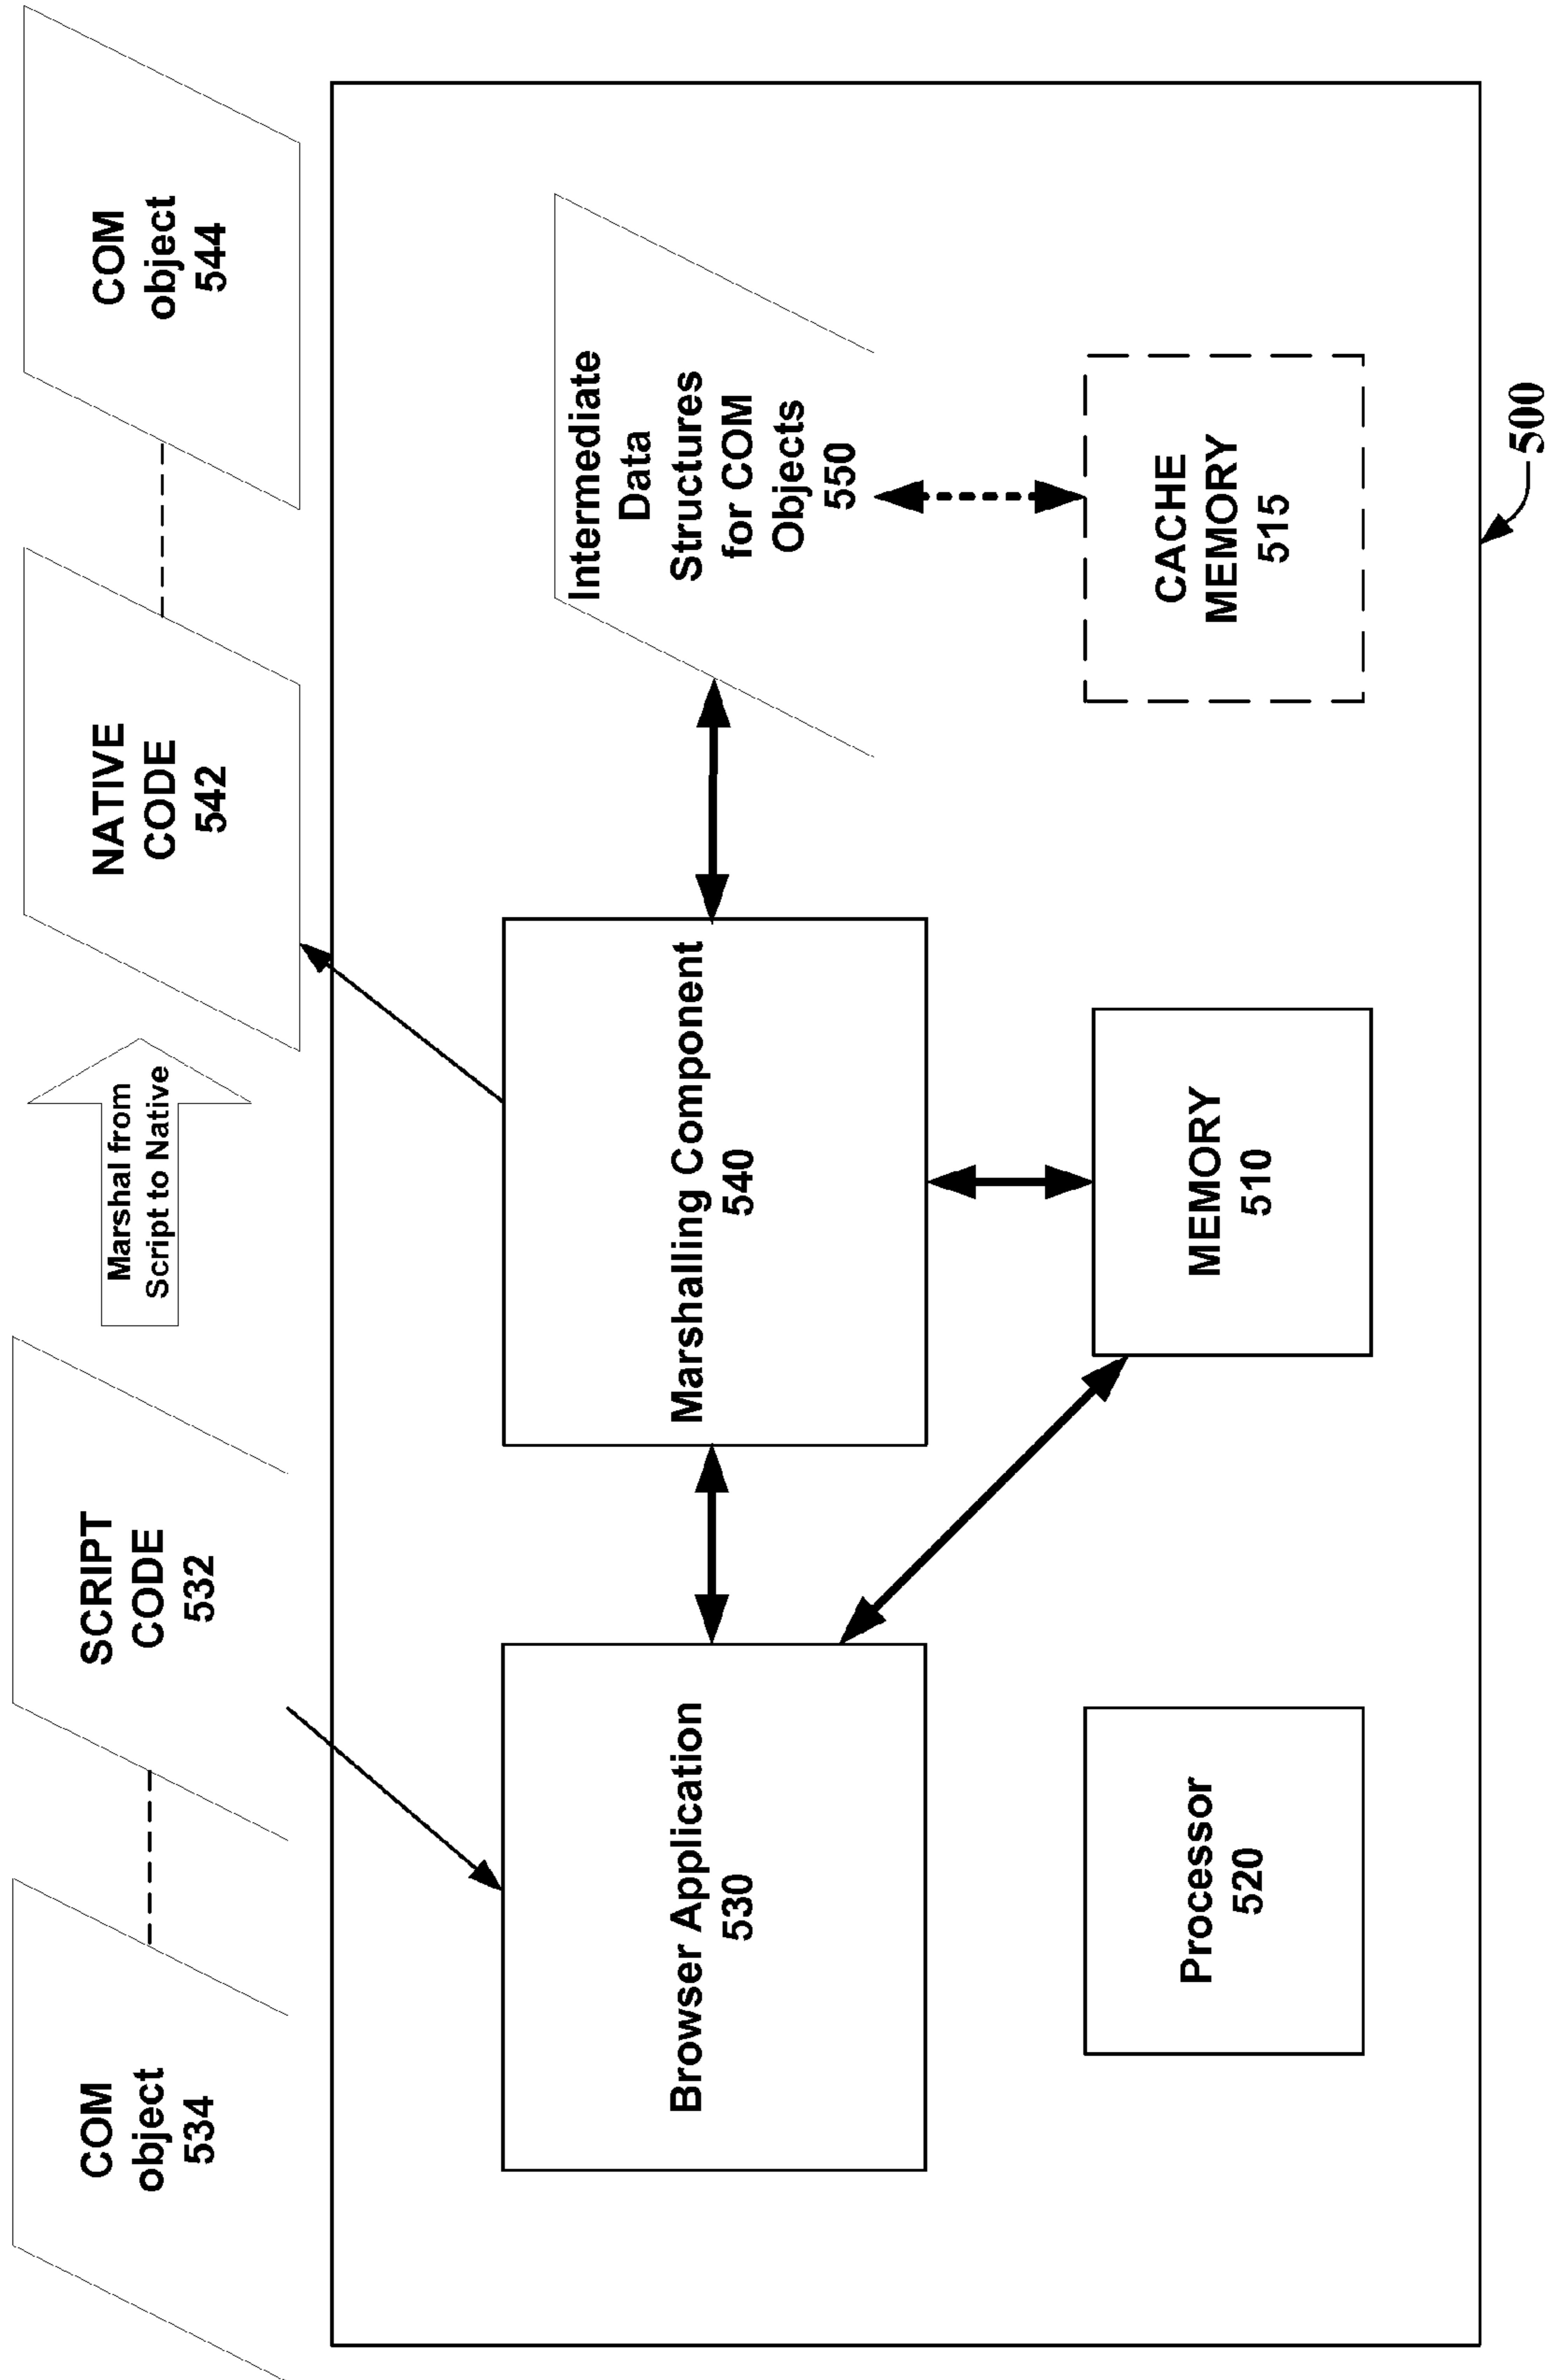 COM
object
534
SCRIPT
CODE
532
Marshal from
Script to Native
NATIVE
CODE
542
COM
object
544
Browser Application
530
Marshalling Component
540
Intermediate
Data
Structures
for COM
Objects
550
Processor
520
MEMORY
510
CACHE
MEMORY
515
500